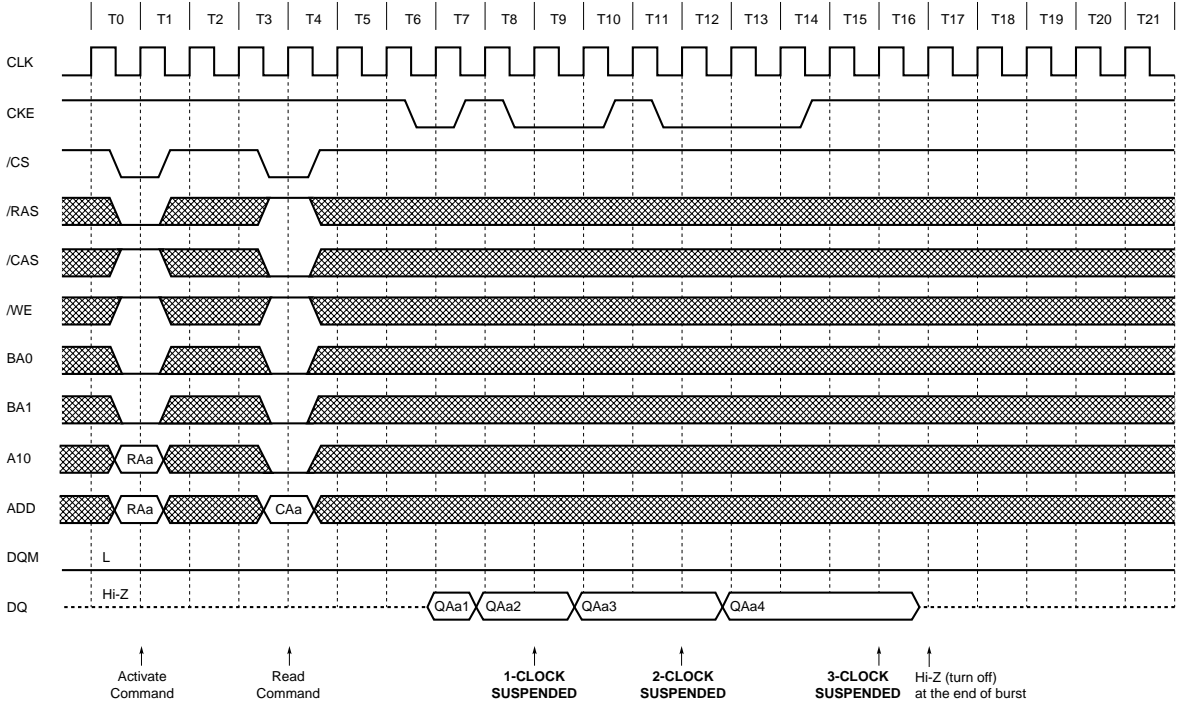 T0 T1 T2 T3 T4 T5 T6 T7 T8 T9 T10 T11 T12 T13 T14 T15 T16 T17 T18 T19 T20 T21
CLK
CKE
/CS
/RAS
/CAS
/WE
BA0
BA1
A10 RAa
ADD RAa CAa
DQM L
DQ Hi-Z QAa1 QAa2 QAa3 QAa4
Activate Command
Read Command
1-CLOCK SUSPENDED
2-CLOCK SUSPENDED
3-CLOCK SUSPENDED
Hi-Z (turn off)
at the end of burst